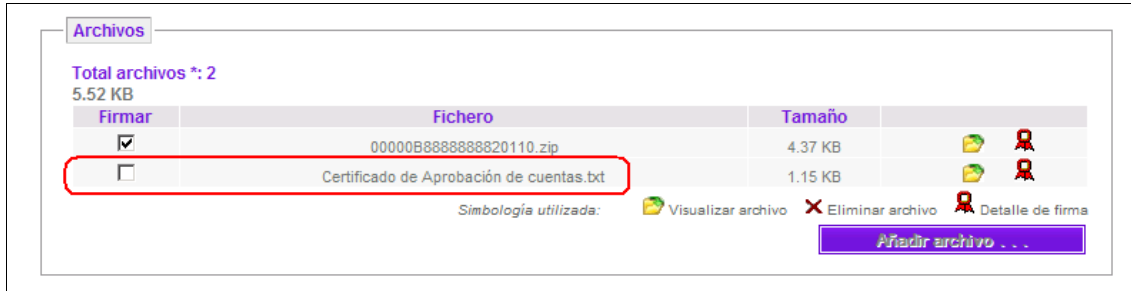 Archivos
Total archivos *: 2
5.52 KB
Firmar Fichero Tamaño
00000B8888888820110.zip 4.37 KB
Certificado de Aprobación de cuentas.txt 1.15 KB
Simbología utilizada: Visualizar archivo Eliminar archivo Detalle de firma
Añadir archivo . . .